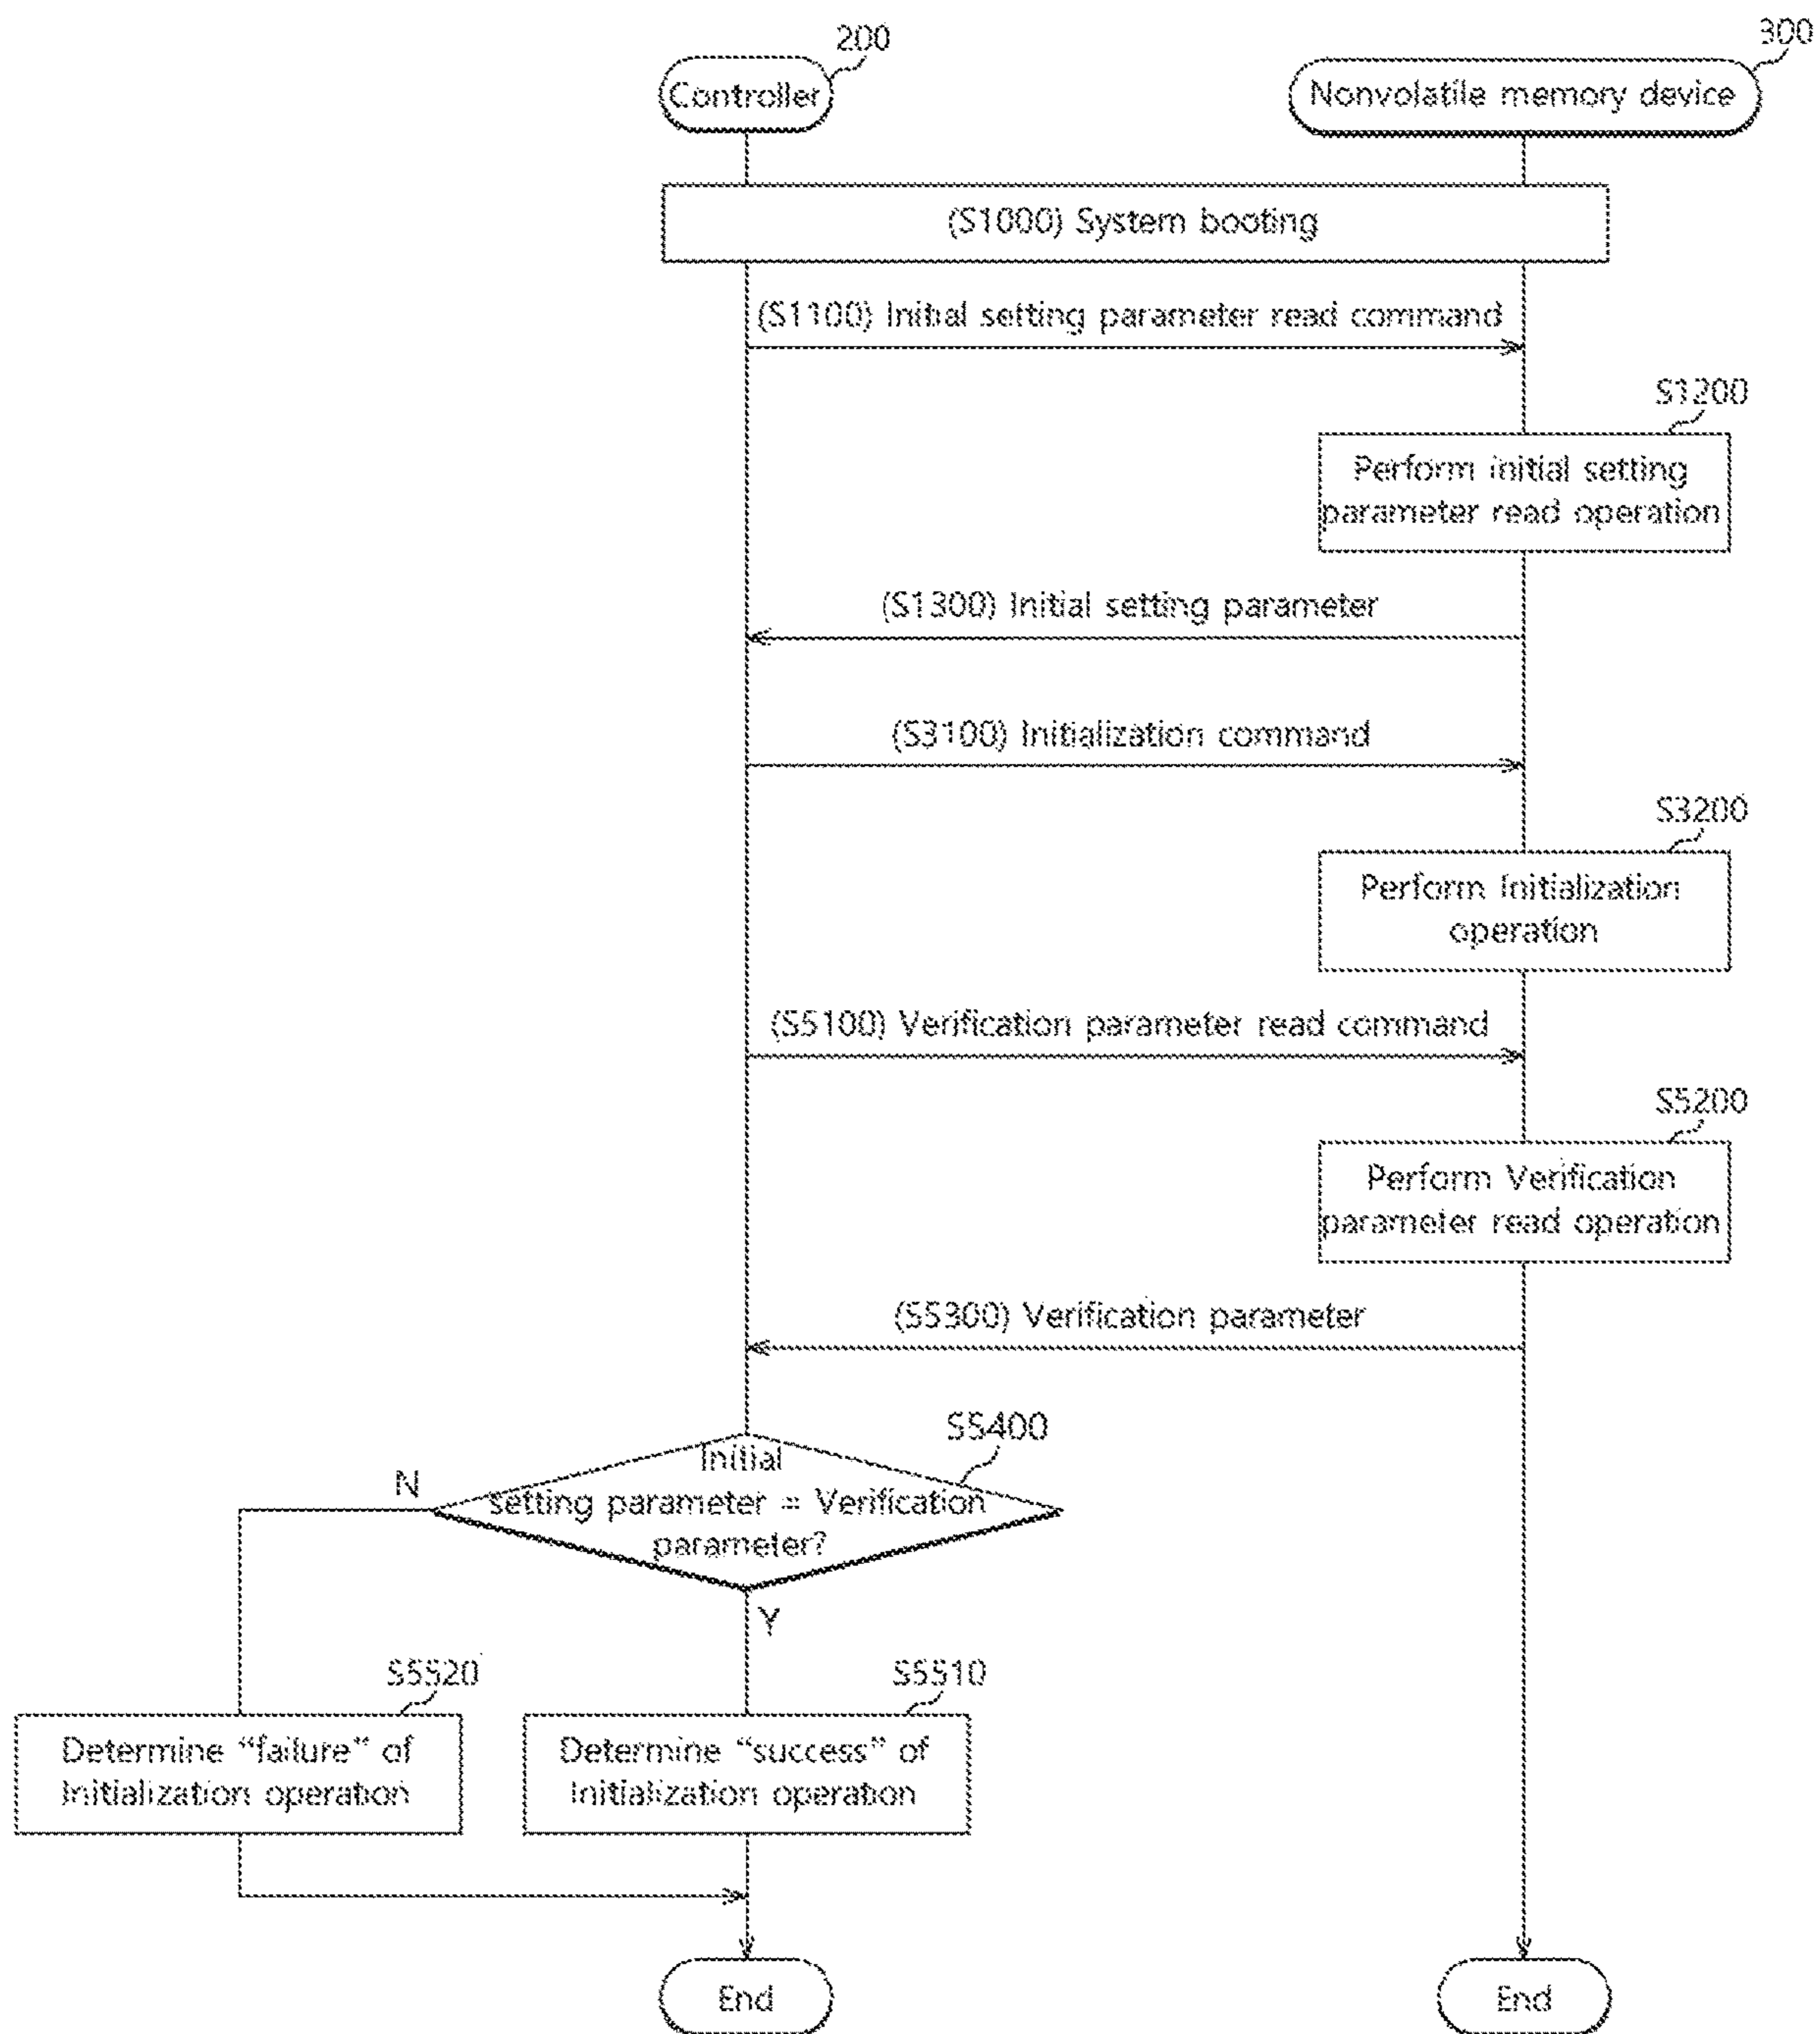 200
300
Controller
Nonvolatile memory device
(S1000) System booting
(S1100) Initial setting parameter read command
S1200
Perform initial setting
parameter read operation
(S1300) Initial setting parameter
(S3100) Initialization command
S3200
Perform Initialization
operation
(S5100) Verification parameter read command
S5200
Perform Verification
parameter read operation
(S5300) Verification parameter
S5400
Initial
N
setting parameter = Verification
parameter?
Y
S5520
S5510
Determine “failure” of
Initialization operation
Determine “success” of
Initialization operation
End
End